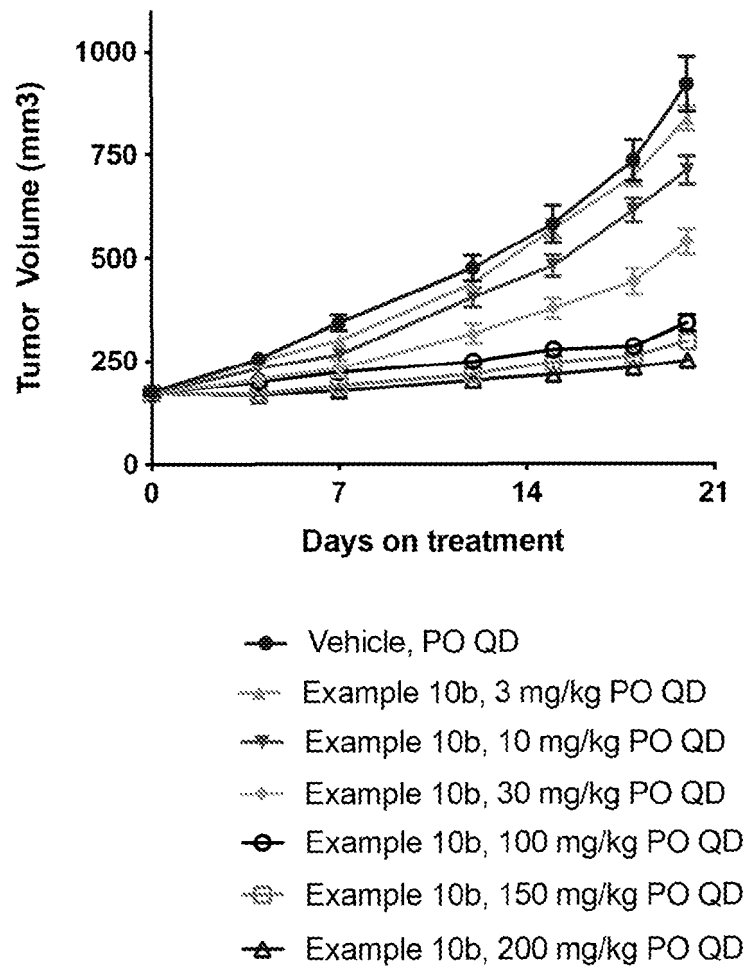 1000
750
500
250
0
Tumor Volume (mm3)
0 7 14 21
Days on treatment
Vehicle, PO QD
Example 10b, 3 mg/kg PO QD
Example 10b, 10 mg/kg PO QD
Example 10b, 30 mg/kg PO QD
Example 10b, 100 mg/kg PO QD
Example 10b, 150 mg/kg PO QD
Example 10b, 200 mg/kg PO QD